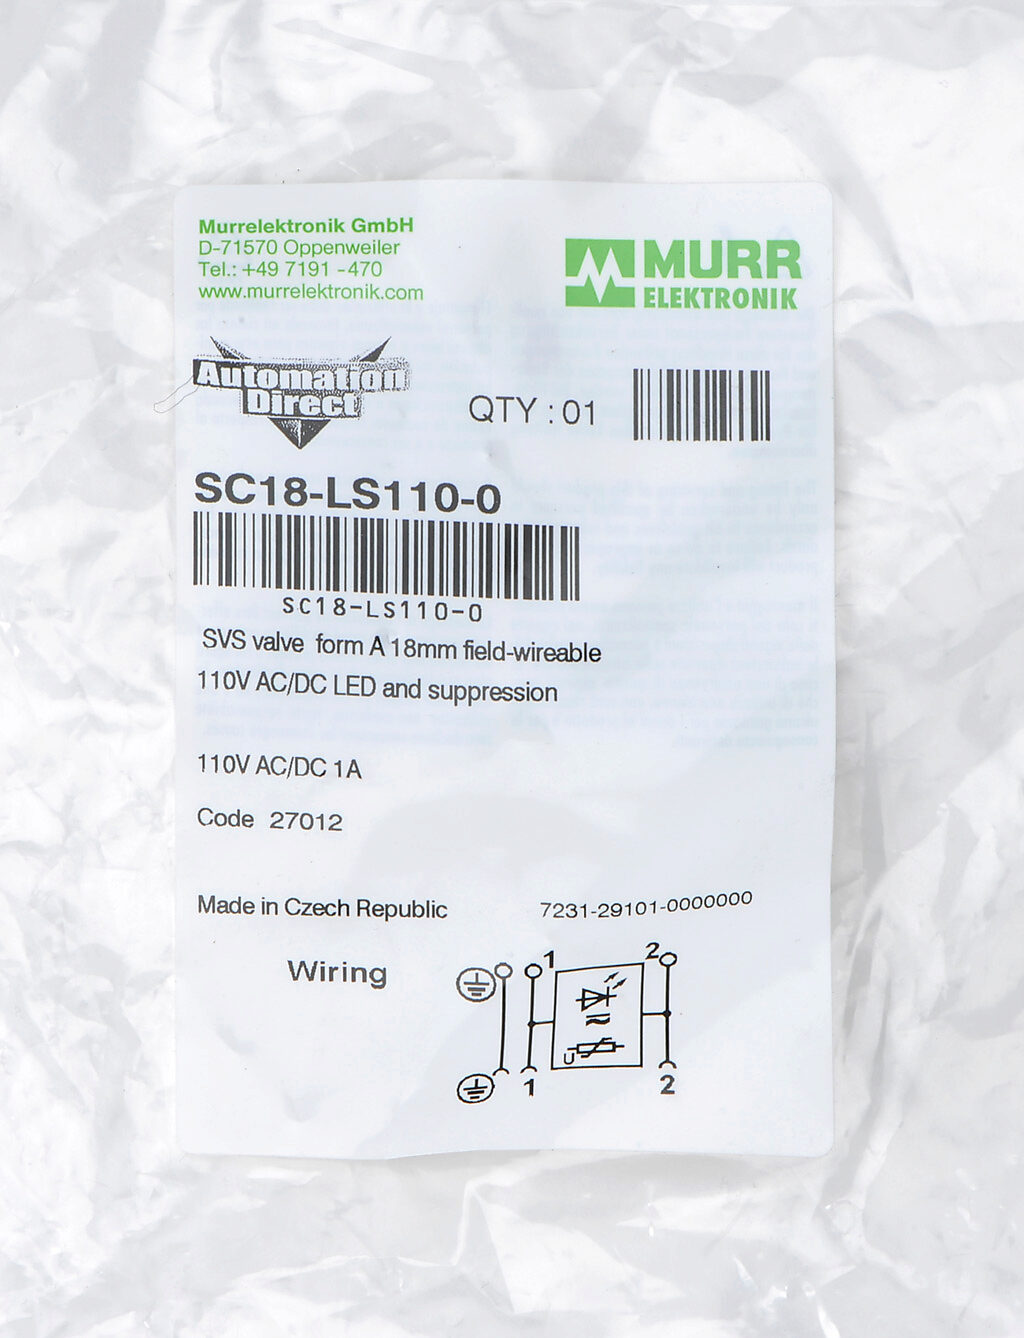 Murrelektronik GmbH
D-71570 Oppenweiler
Tel.: +49 7191 -470
www.murrelektronik.com
MURR
ELEKTRONIK
Automation
Direct
QTY : 01
SC18-LS110-0
SC18-LS110-0
SVS valve form A 18mm field-wireable
110V AC/DC LED and suppression
110V AC/DC 1A
Code 27012
Made in Czech Republic
7231-29101-0000000
Wiring
1
2
U
1
2